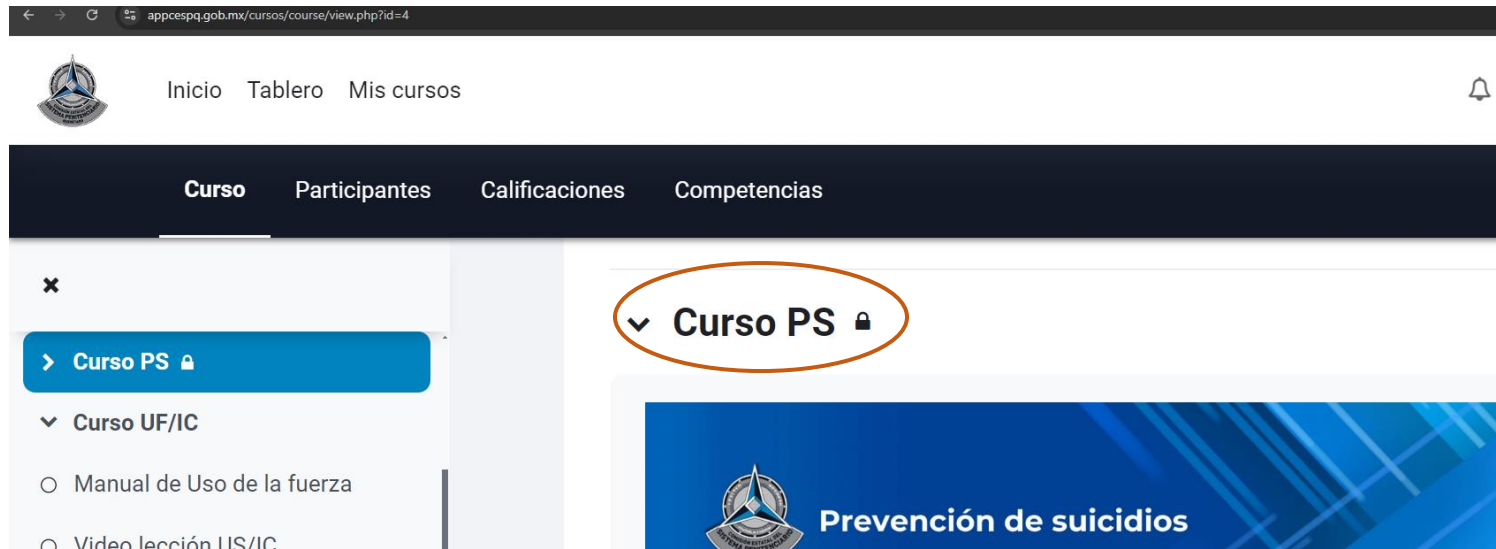 appcespq.gob.mx/cursos/course/view.php?id=4
Inicio Tablero Mis cursos
Curso Participantes Calificaciones Competencias
Curso PS
Curso UF/IC
Manual de Uso de la fuerza
Video lección US/IC
Curso PS
Prevención de suicidios